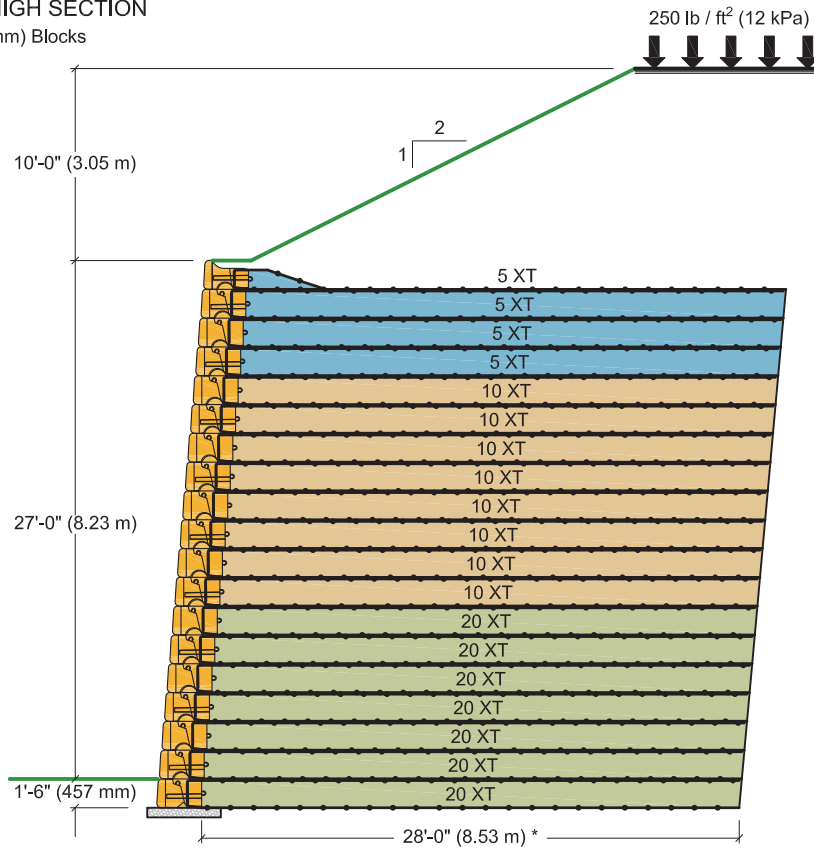 HIGH SECTION
mm) Blocks
250 lb / ft² (12 kPa)
2
1
10'-0" (3.05 m)
5 XT
5 XT
5 XT
5 XT
10 XT
10 XT
10 XT
10 XT
27'-0" (8.23 m)
10 XT
10 XT
10 XT
10 XT
20 XT
20 XT
20 XT
20 XT
20 XT
20 XT
1'-6" (457 mm)
20 XT
28'-0" (8.53 m) *